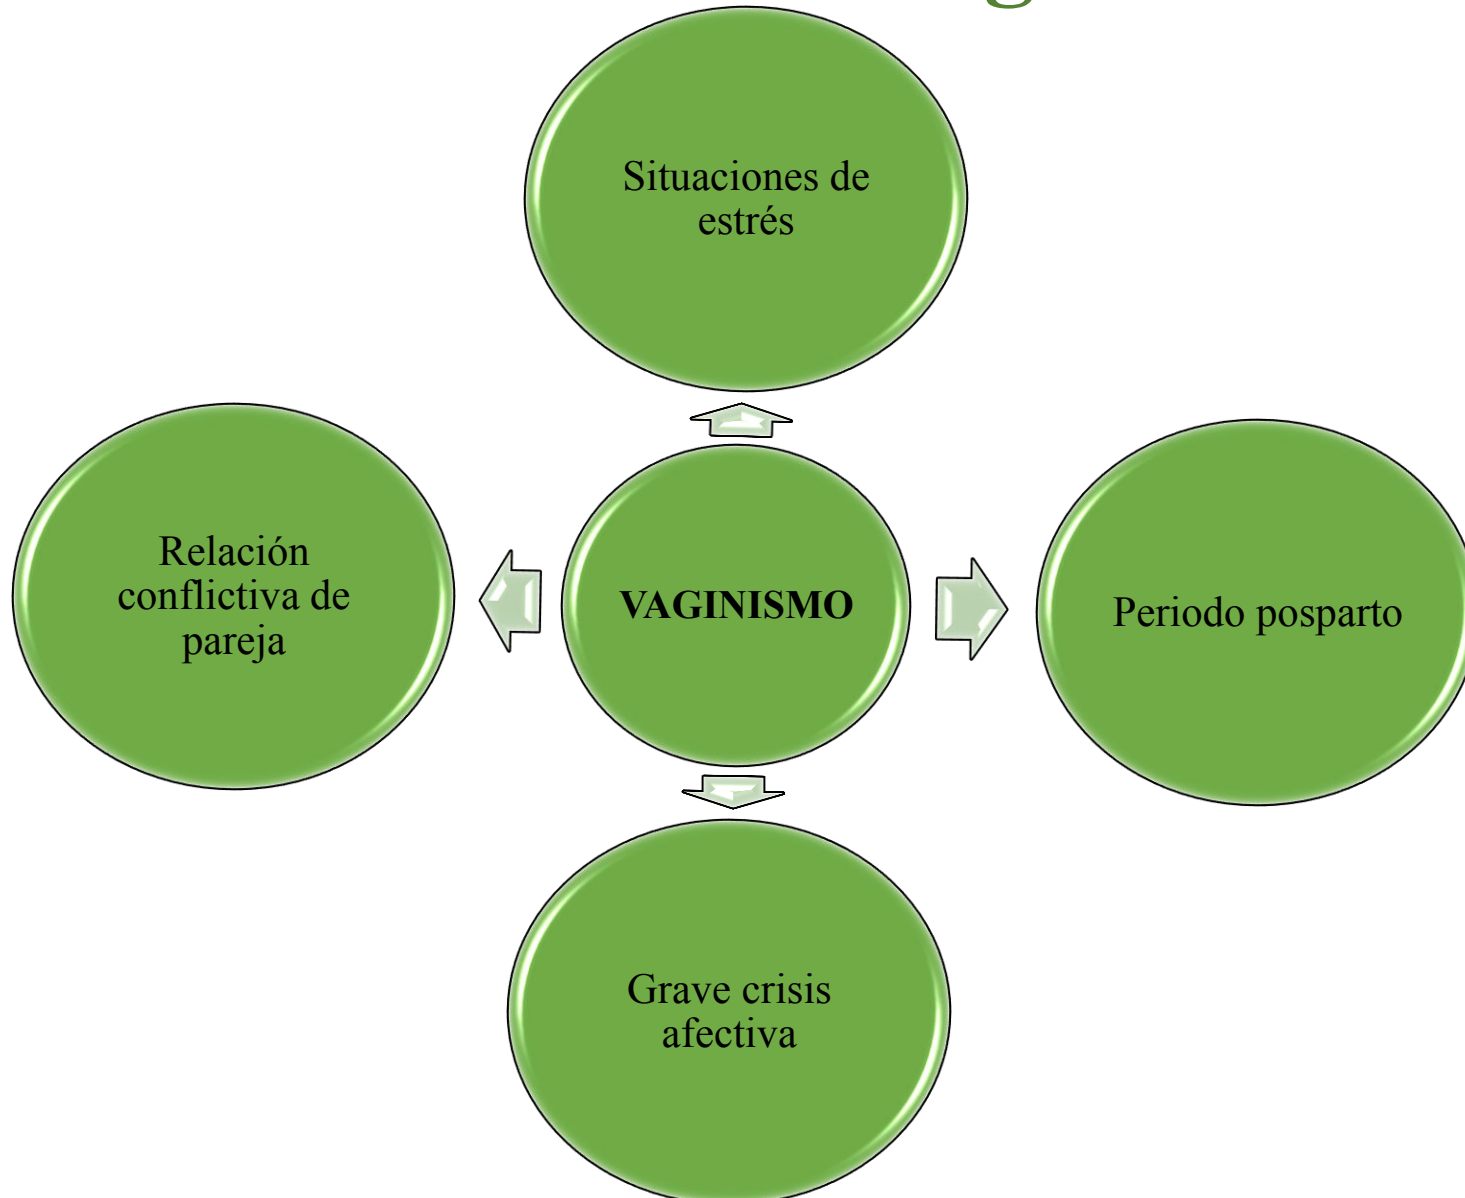 Situaciones de
estrés
Relación
conflictiva de
pareja
VAGINISMO
Periodo posparto
Grave crisis
afectiva